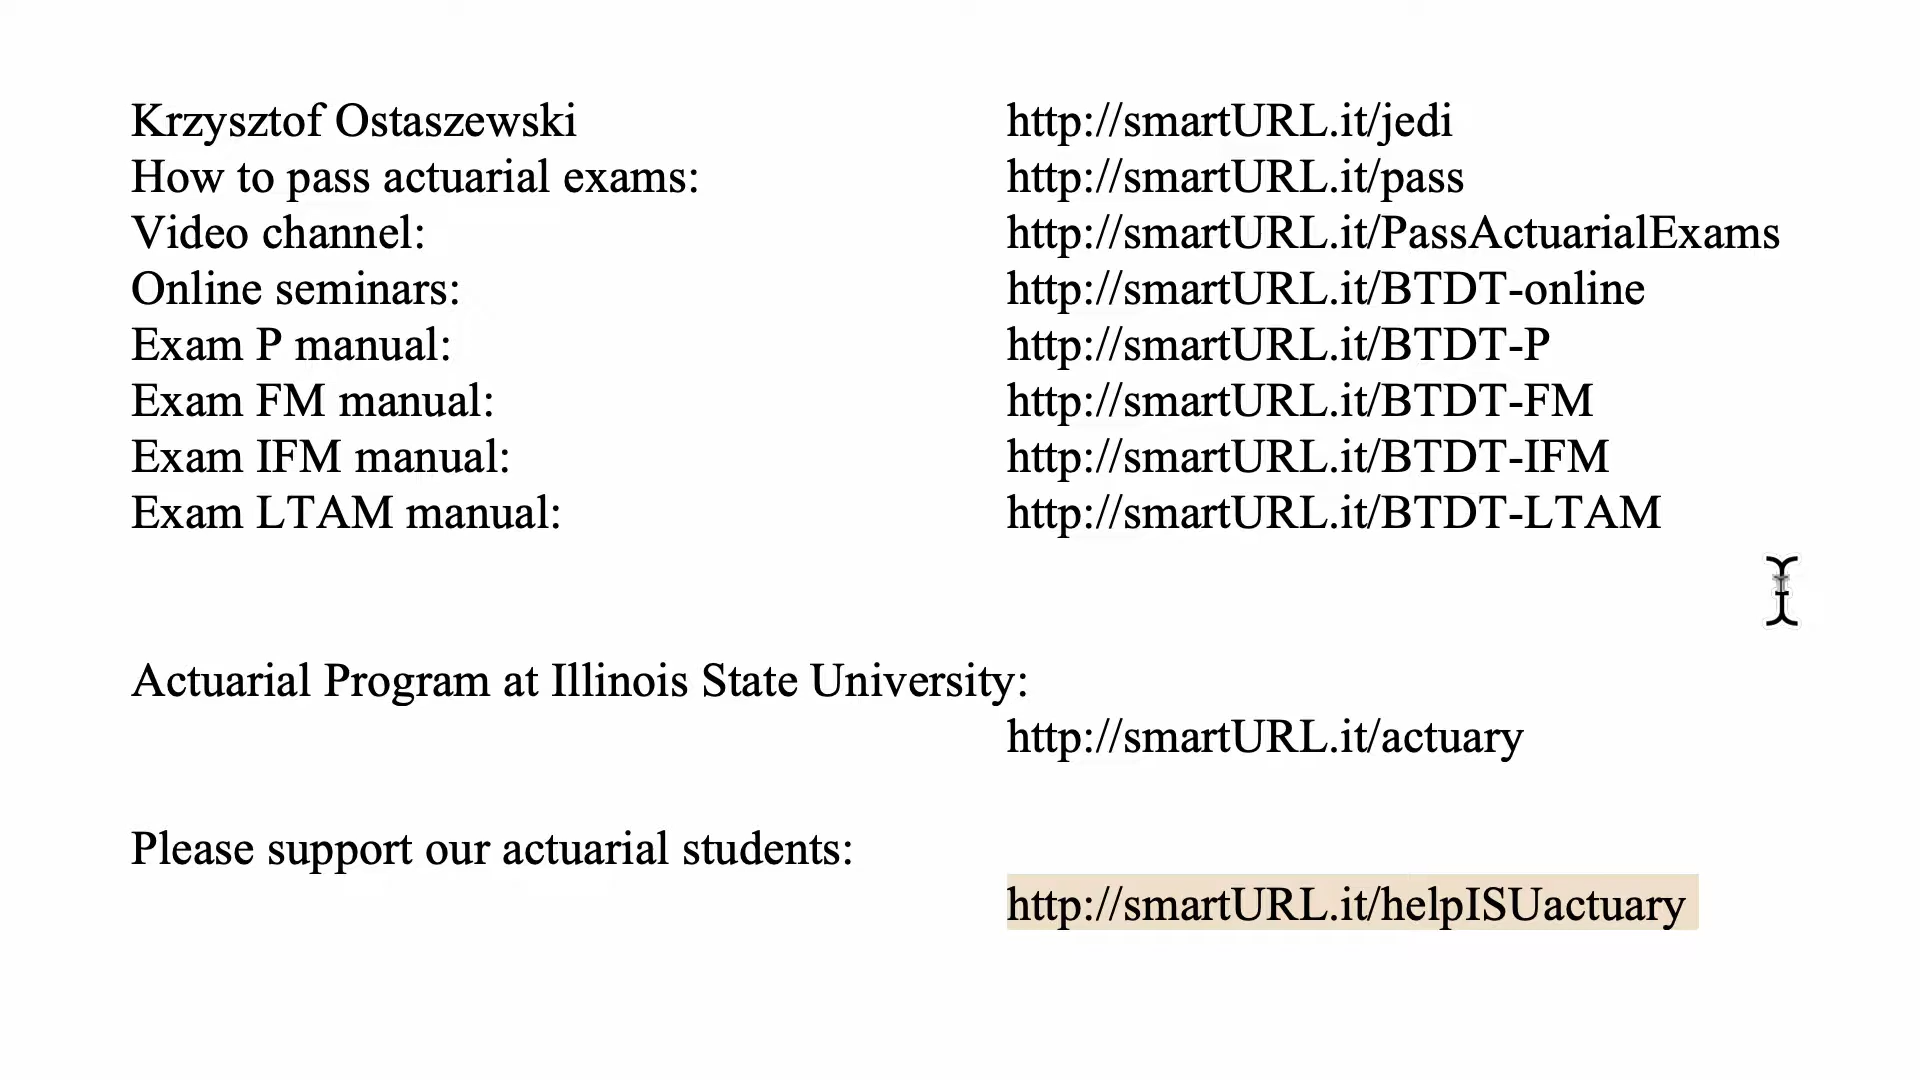 Krzysztof Ostaszewski http://smartURL.it/jedi
How to pass actuarial exams: http://smartURL.it/pass
Video channel: http://smartURL.it/PassActuarialExams
Online seminars: http://smartURL.it/BTDT-online
Exam P manual: http://smartURL.it/BTDT-P
Exam FM manual: http://smartURL.it/BTDT-FM
Exam IFM manual: http://smartURL.it/BTDT-IFM
Exam LTAM manual: http://smartURL.it/BTDT-LTAM
Actuarial Program at Illinois State University:
http://smartURL.it/actuary
Please support our actuarial students:
http://smartURL.it/helpISUactuary